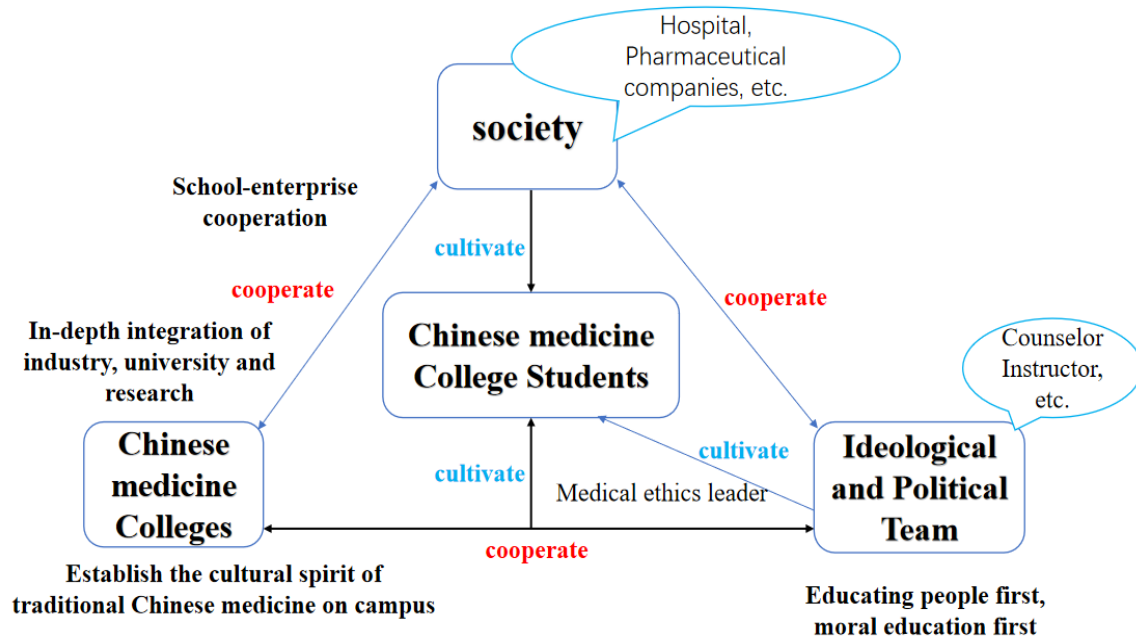 Hospital,
Pharmaceutical
companies, etc.
society
School-enterprise
cooperation
cultivate
cooperate
cooperate
In-depth integration of
industry, university and
research
Chinese medicine
College Students
Counselor
Instructor,
etc.
Chinese
medicine
Colleges
cultivate
cultivate
Medical ethics leader
Ideological
and Political
Team
cooperate
Establish the cultural spirit of
traditional Chinese medicine on campus
Educating people first,
moral education first